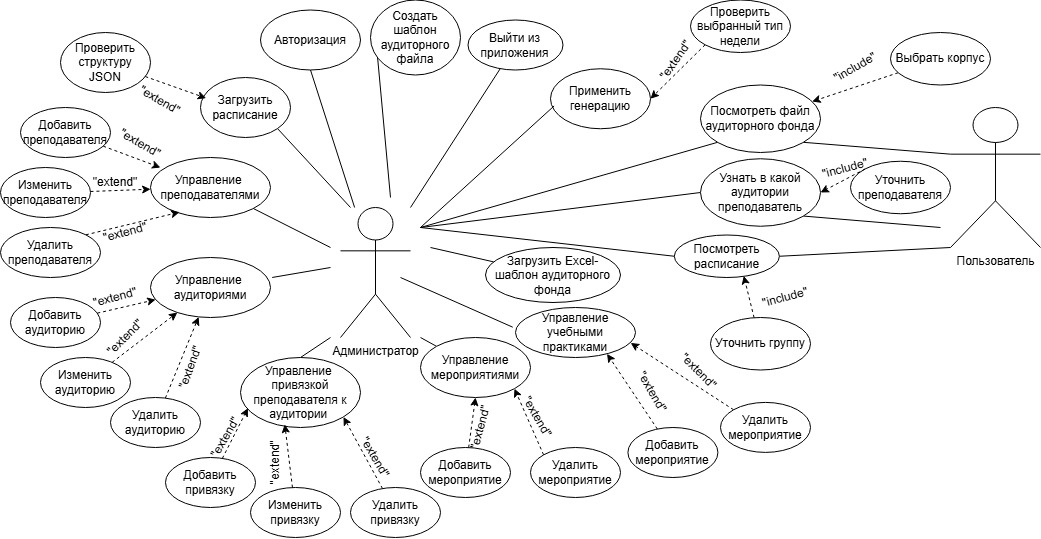 Создать
шаблон
аудиторного
файла
Проверить
выбранный тип
недели
Авторизация
Выйти из
приложения
Проверить
структуру
JSON
"extend"
"include"
Выбрать корпус
"extend"
Загрузить
расписание
Применить
генерацию
Посмотреть файл
аудиторного фонда
Добавить
преподавателя
"extend"
Изменить
преподавателя
"extend"
Управление
преподавателями
Узнать в какой
аудитории
преподаватель
"include"
Уточнить
преподавателя
Удалить
преподавателя
"extend"
Посмотреть
расписание
Пользователь
Загрузить Excel-
шаблон аудиторного
фонда
Управление
аудиториями
"extend"
"include"
Добавить
аудиторию
"extend"
Управление
учебными
практиками
Уточнить группу
Администратор
Изменить
аудиторию
"extend"
Управление
привязкой
преподавателя к
аудитории
Управление
мероприятиями
"extend"
"extend"
Удалить
аудиторию
"extend"
"extend"
"extend"
"extend"
"extend"
"extend"
Удалить
мероприятие
Добавить
мероприятие
Добавить
привязку
Добавить
мероприятие
Удалить
мероприятие
Изменить
привязку
Удалить
привязку